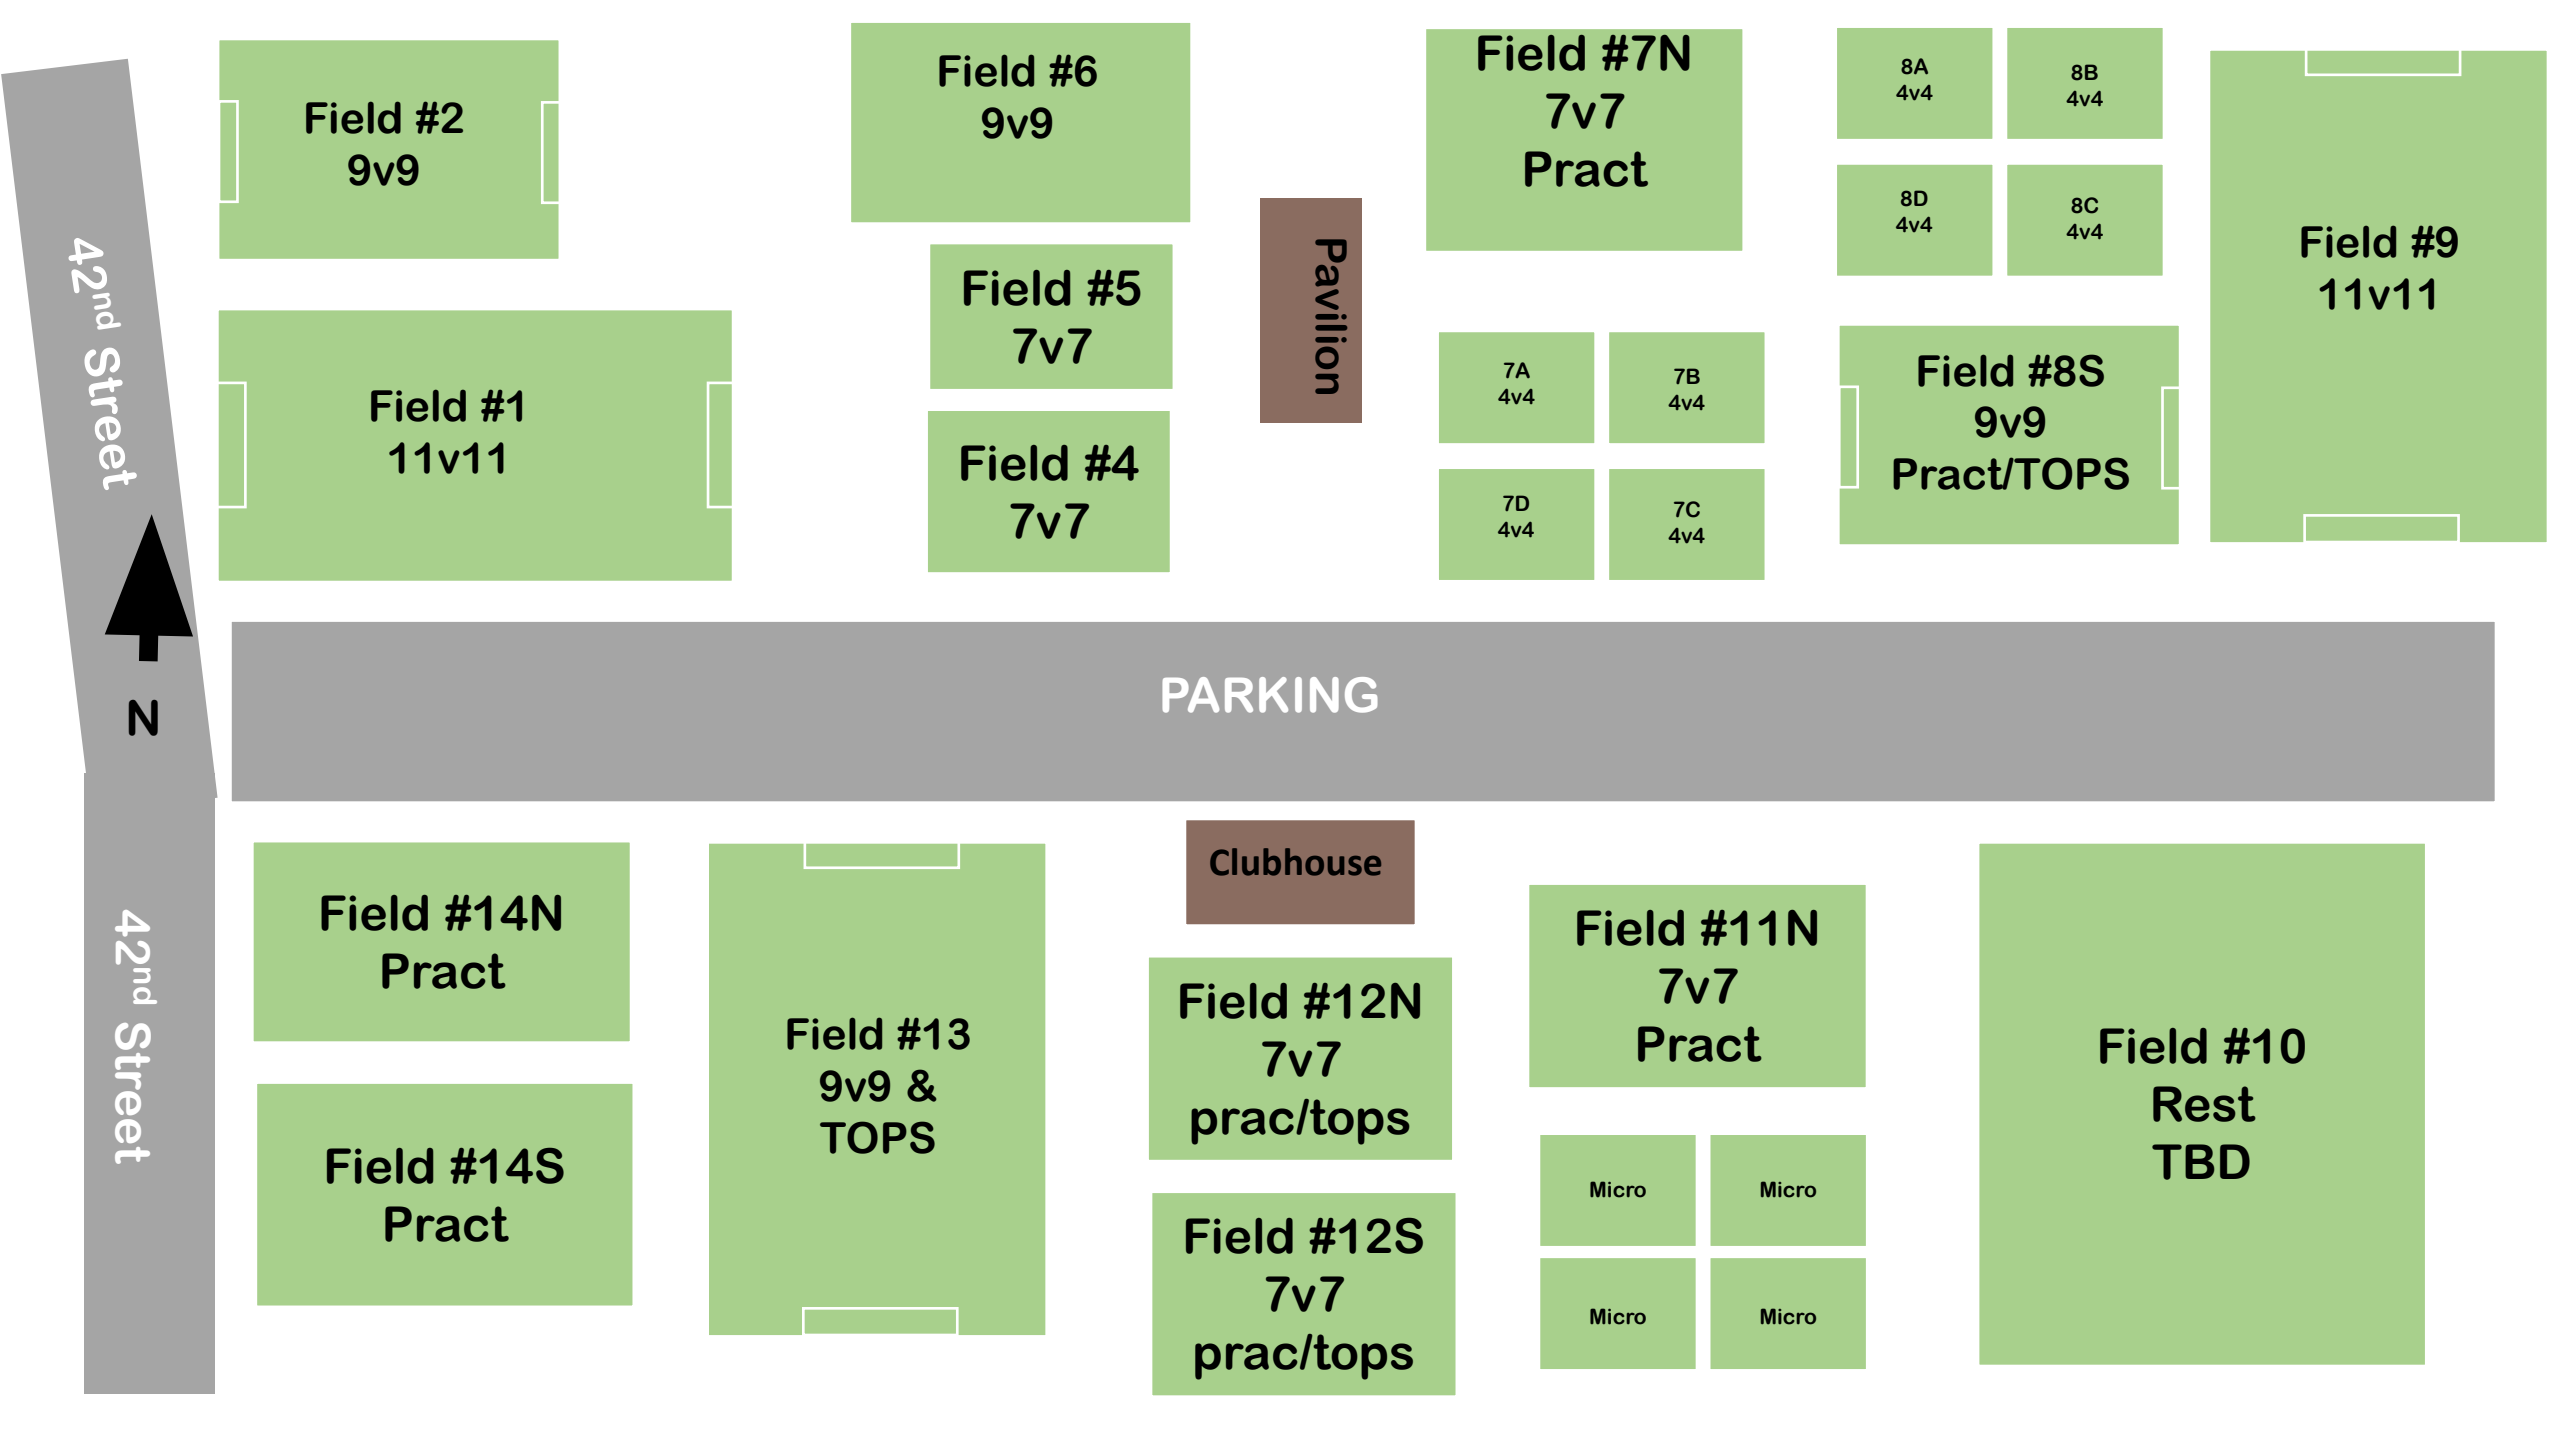 42nd Street
N
Field #2
9v9
Field #1
11v11
Field #6
9v9
Field #5
7v7
Field #4
7v7
Pavilion
Field #7N
7v7
Pract
7A
4v4
7B
4v4
7D
4v4
7C
4v4
8A
4v4
8B
4v4
8D
4v4
8C
4v4
Field #8S
9v9
Pract/TOPS
Field #9
11v11
PARKING
42nd Street
Field #14N
Pract
Field #14S
Pract
Field #13
9v9 &
TOPS
Clubhouse
Field #12N
7v7
prac/tops
Field #12S
7v7
prac/tops
Field #11N
7v7
Pract
Micro
Micro
Micro
Micro
Field #10
Rest
TBD